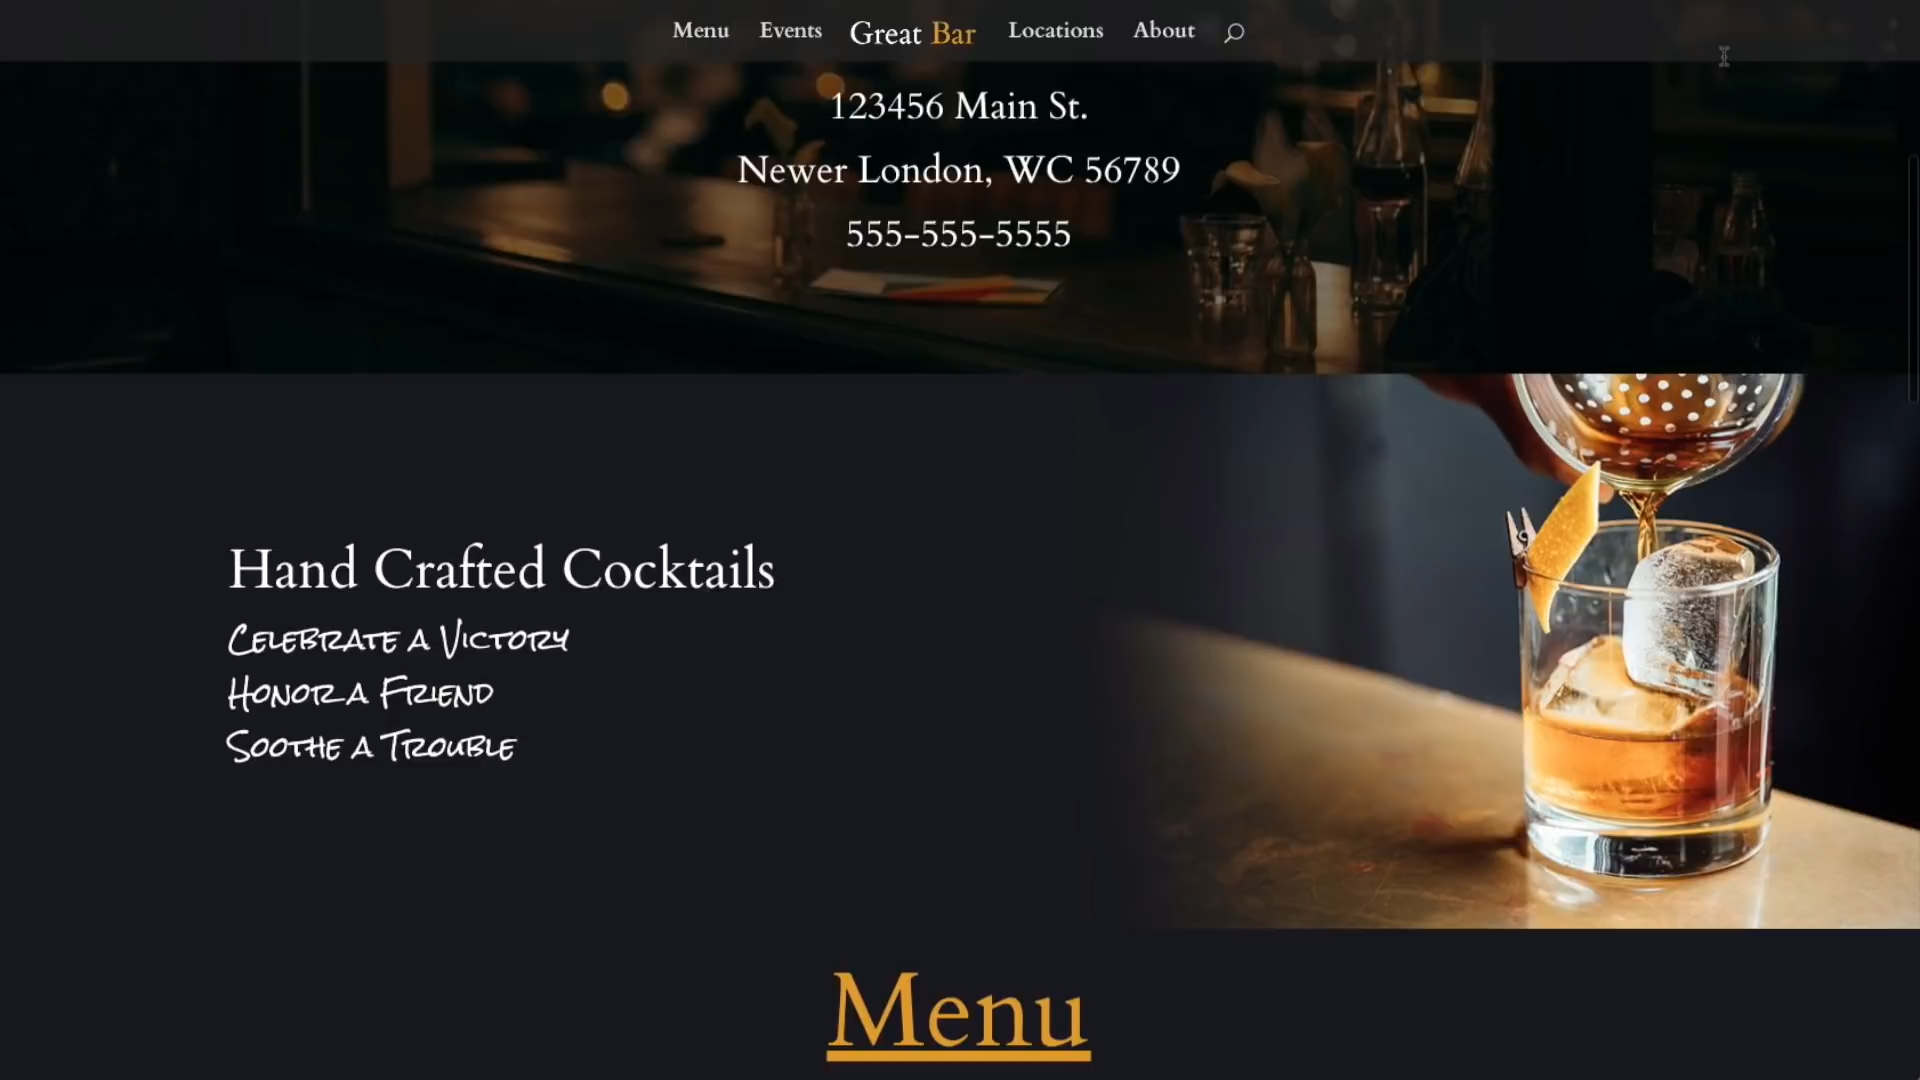 Menu Events Great Bar Locations About
123456 Main St.
Newer London, WC 56789
555-555-5555
Hand Crafted Cocktails
Celebrate a Victory
Honor a Friend
Soothe a Trouble
Menu